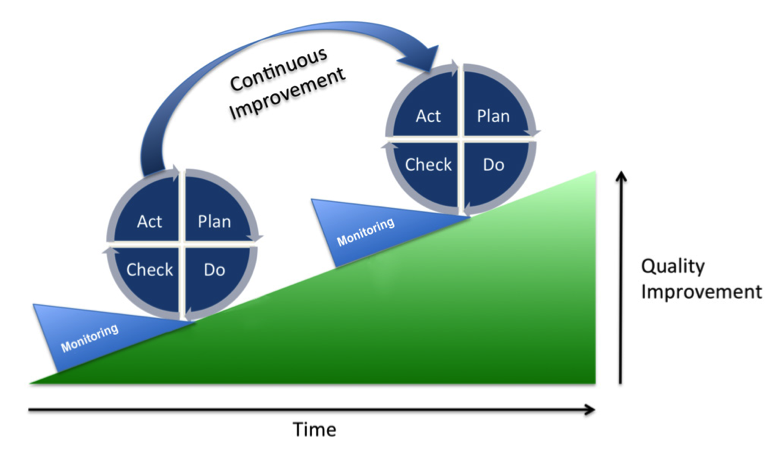 Continuous
Improvement
Act
Plan
Check
Do
Monitoring
Act
Plan
Check
Do
Monitoring
Quality
Improvement
Time